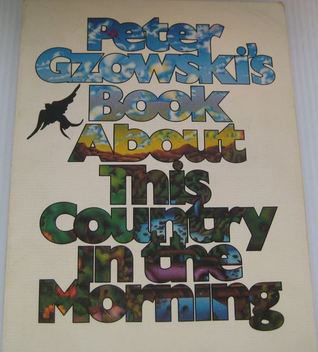 Peter
Gzowski's
Book
About
This
Country
in the
Morning